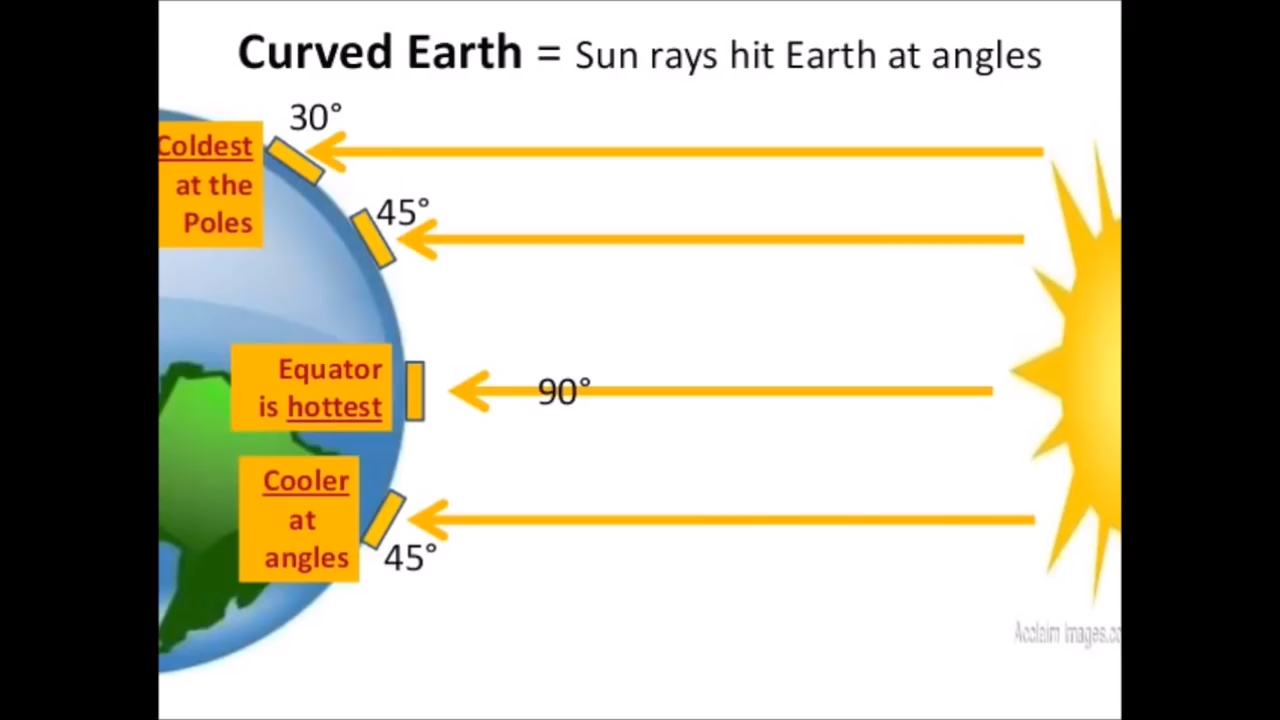 Curved Earth = Sun rays hit Earth at angles
30°
Coldest
at the
Poles
45°
Equator
is hottest
90°
Cooler
at
angles
45°
Acclaim Images.co